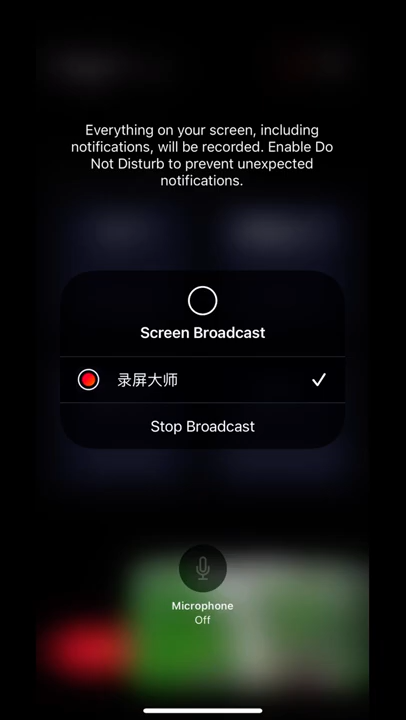 Everything on your screen, including
notifications, will be recorded. Enable Do
Not Disturb to prevent unexpected
notifications.
Screen Broadcast
录屏大师
Stop Broadcast
Microphone
Off